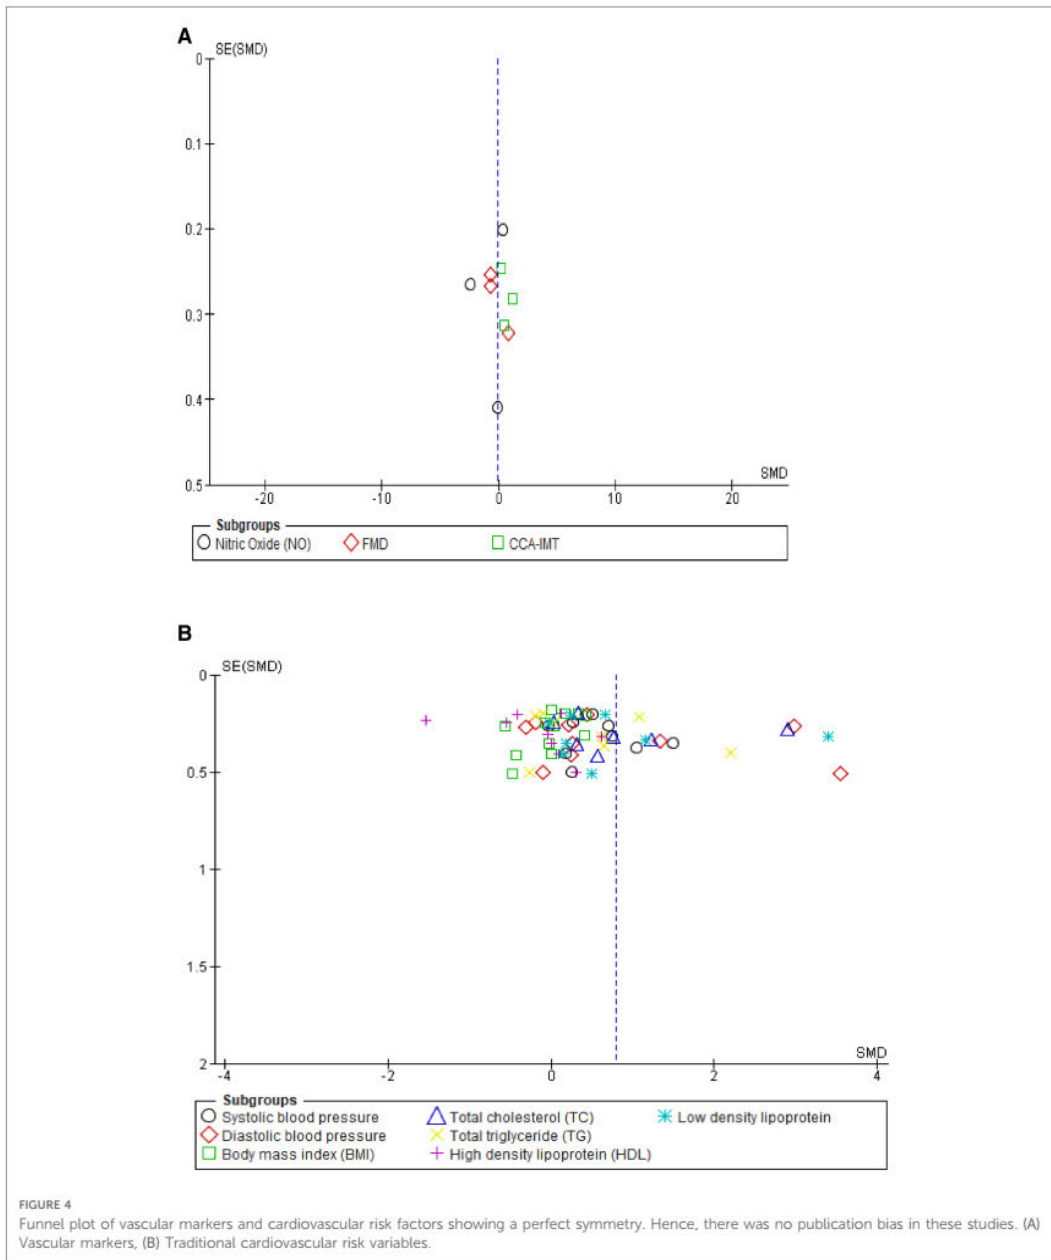 A
SE(SMD)
0
0.1
0.2
0.3
0.4
0.5
SMD
-20 -10 0 10 20
Subgroups
Nitric Oxide (NO) FMD CCA-IMT
B
SE(SMD)
0
0.5
1
1.5
2
SMD
-4 -2 0 2 4
Subgroups
Systolic blood pressure Total cholesterol (TC) Low density lipoprotein
Diastolic blood pressure Total triglyceride (TG)
Body mass index (BMI) High density lipoprotein (HDL)
FIGURE 4
Funnel plot of vascular markers and cardiovascular risk factors showing a perfect symmetry. Hence, there was no publication bias in these studies. (A)
Vascular markers, (B) Traditional cardiovascular risk variables.